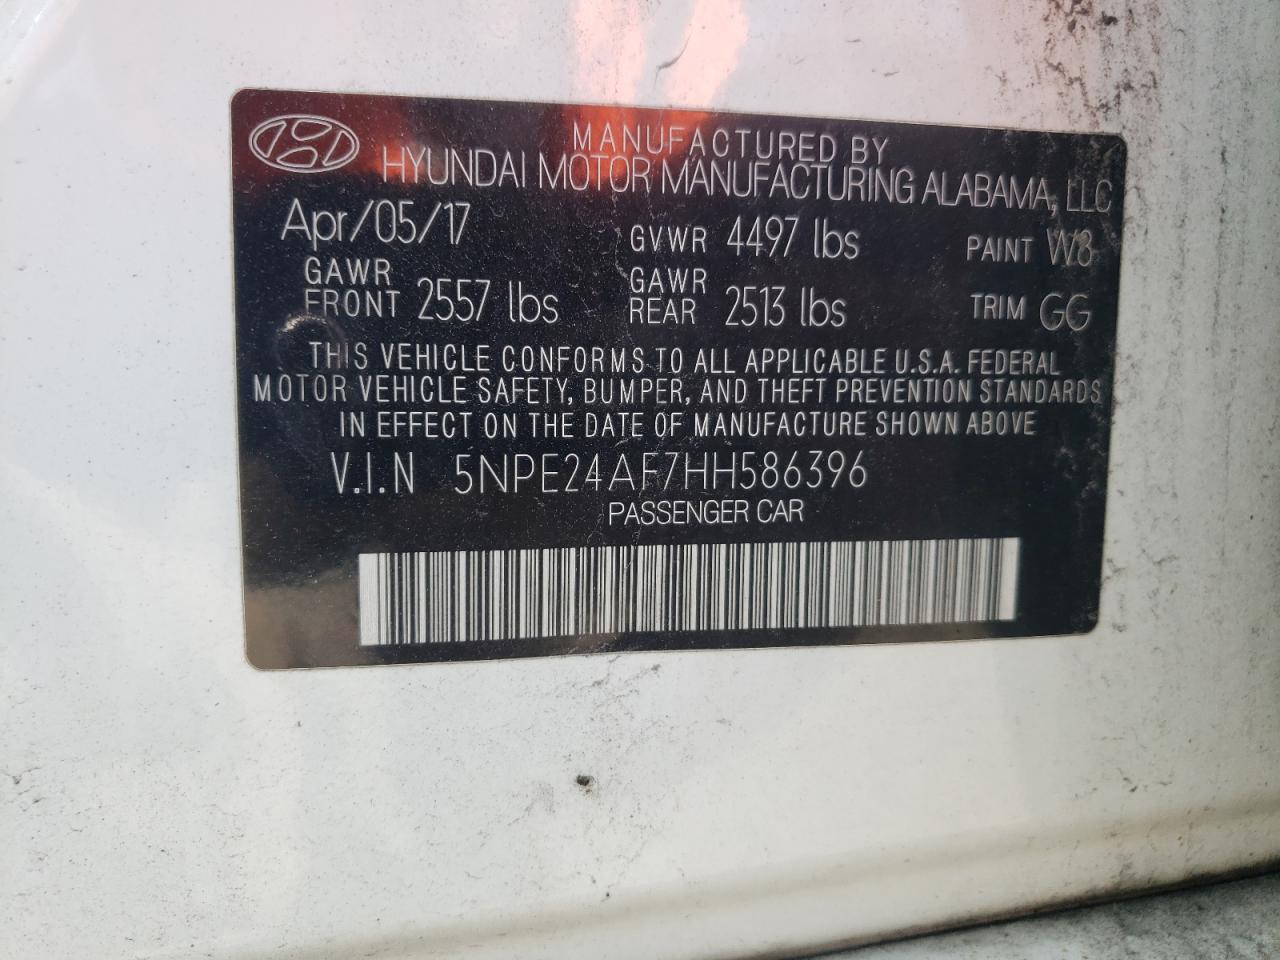 MANUFACTURED BY
HYUNDAI MOTOR MANUFACTURING ALABAMA, LLC
Apr/05/17 GVWR 4497 lbs PAINT W8
GAWR FRONT 2557 lbs GAWR REAR 2513 lbs TRIM GG
THIS VEHICLE CONFORMS TO ALL APPLICABLE U.S.A. FEDERAL
MOTOR VEHICLE SAFETY, BUMPER, AND THEFT PREVENTION STANDARDS
IN EFFECT ON THE DATE OF MANUFACTURE SHOWN ABOVE
V.I.N 5NPE24AF7HH586396
PASSENGER CAR